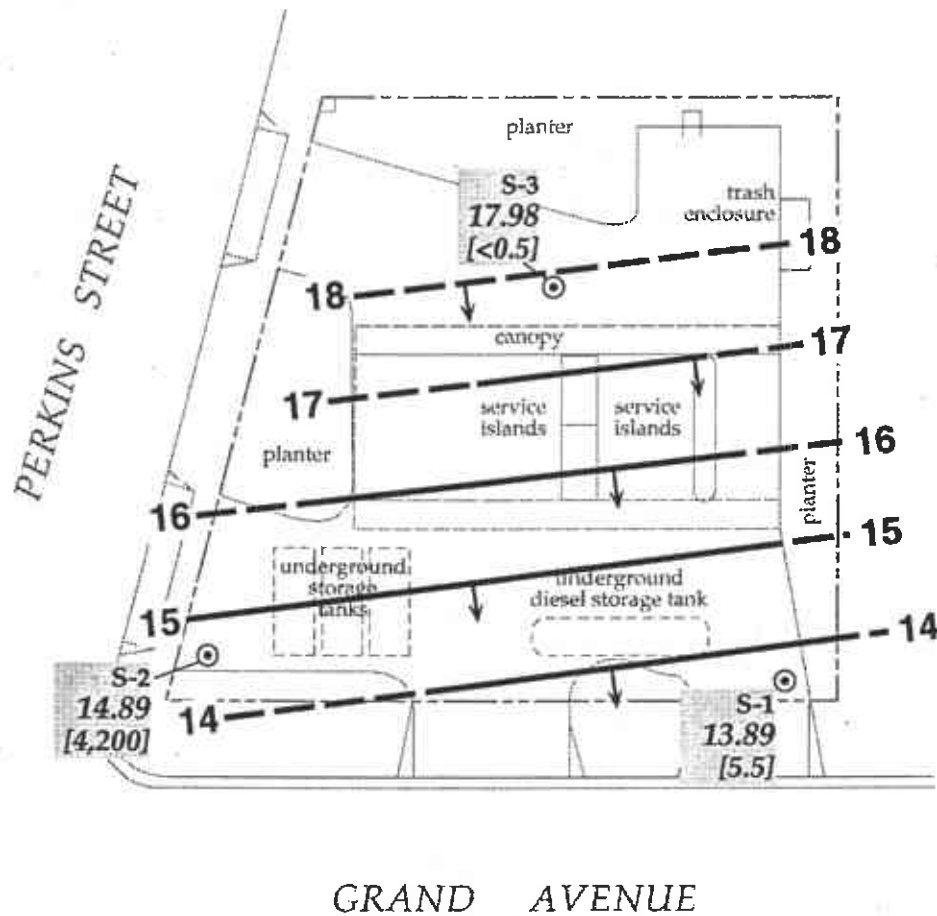 PERKINS STREET
planter
S-3
17.98
[<0.5]
trash
enclosure
18
18
canopy
17
17
service
islands
service
islands
planter
16
16
planter
15
15
underground
storage
tanks
underground
diesel storage tank
14
14
S-2
14.89
[4,200]
S-1
13.89
[5.5]
GRAND AVENUE